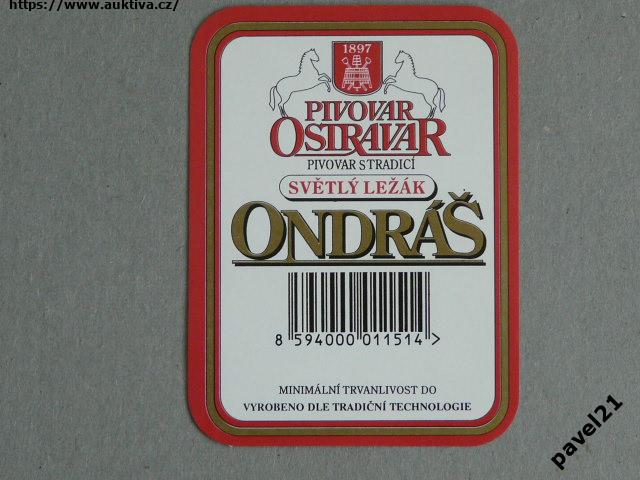 https://www.auktiva.cz/
1897
PIVOVAR
OSTRAVAR
PIVOVAR S TRADICÍ
SVĚTLÝ LEŽÁK
ONDRÁŠ
8 594000 011514 >
MINIMÁLNÍ TRVANLIVOST DO
VYROBENO DLE TRADIČNÍ TECHNOLOGIE
pavel21